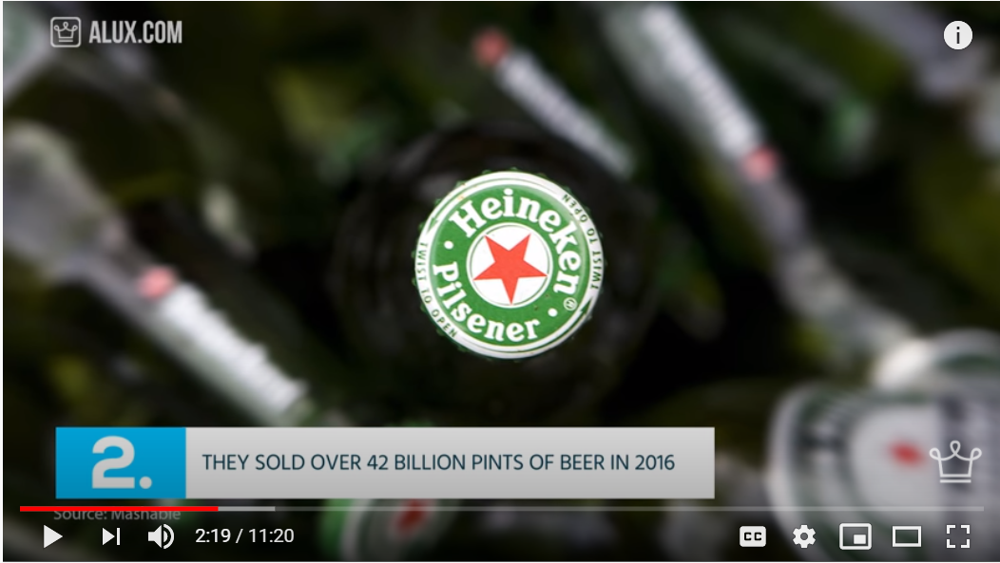 ALUX.COM
i
Heineken®
Pilsener
TWIST TO OPEN
TWIST TO OPEN
2. THEY SOLD OVER 42 BILLION PINTS OF BEER IN 2016
Source: Mashable
2:19 / 11:20
CC